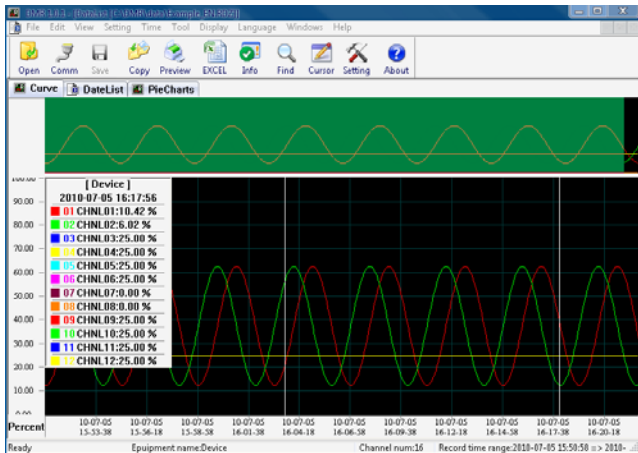 File Edit View Setting Time Tool Display Language Windows Help
Open Comm Save Copy Preview EXCEL Info Find Cursor Setting About
Curve DateList PieCharts
[ Device ]
2010-07-05 16:17:56
01 CHNL01:10.42 %
02 CHNL02:6.02 %
03 CHNL03:25.00 %
04 CHNL04:25.00 %
05 CHNL05:25.00 %
06 CHNL06:25.00 %
07 CHNL07:0.00 %
08 CHNL08:0.00 %
09 CHNL09:25.00 %
10 CHNL10:25.00 %
11 CHNL11:25.00 %
12 CHNL12:25.00 %
100.00
90.00
80.00
70.00
60.00
50.00
40.00
30.00
20.00
10.00
0.00
Percent
10-07-05 10-07-05 10-07-05 10-07-05 10-07-05 10-07-05 10-07-05 10-07-05 10-07-05 10-07-05 10-07-05
15-53-38 15-56-18 15-58-58 16-01-38 16-04-18 16-06-58 16-09-38 16-12-18 16-14-58 16-17-38 16-20-18
Ready Epuipment name:Device Channel num:16 Record time range:2010-07-05 15:50:50 => 2010-